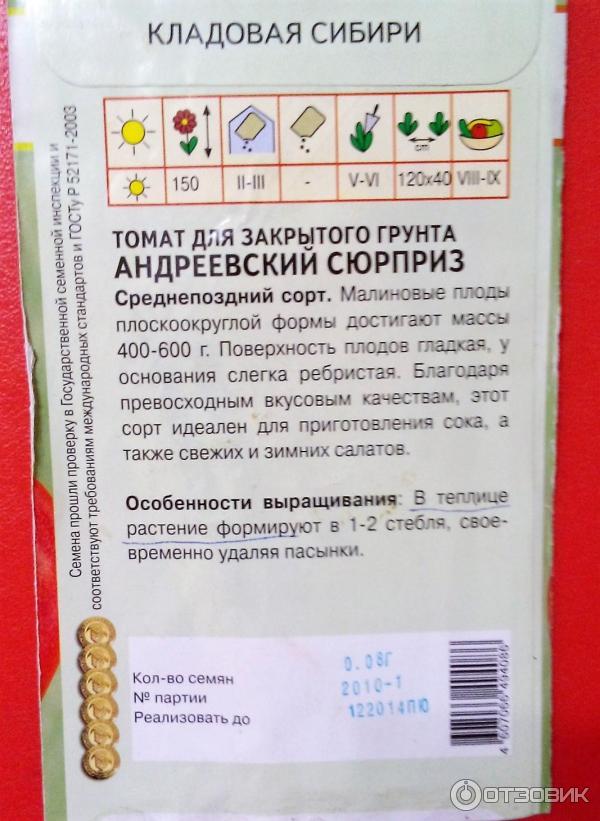 КЛАДОВАЯ СИБИРИ
cm
150 II-III - V-VI 120x40 VIII-IX
ТОМАТ ДЛЯ ЗАКРЫТОГО ГРУНТА
АНДРЕЕВСКИЙ СЮРПРИЗ
Среднепоздний сорт. Малиновые плоды
плоскоокруглой формы достигают массы
400-600 г. Поверхность плодов гладкая, у
основания слегка ребристая. Благодаря
превосходным вкусовым качествам, этот
сорт идеален для приготовления сока, а
также свежих и зимних салатов.
Особенности выращивания: В теплице
растение формируют в 1-2 стебля, свое-
временно удаляя пасынки.
Семена прошли проверку в Государственной семенной инспекции и
соответствуют требованиям международных стандартов и ГОСТу Р 52171-2003
Кол-во семян 0.08г
№ партии 2010-1
Реализовать до 122014ПЮ
4 607066 494086
ОТЗОВИК